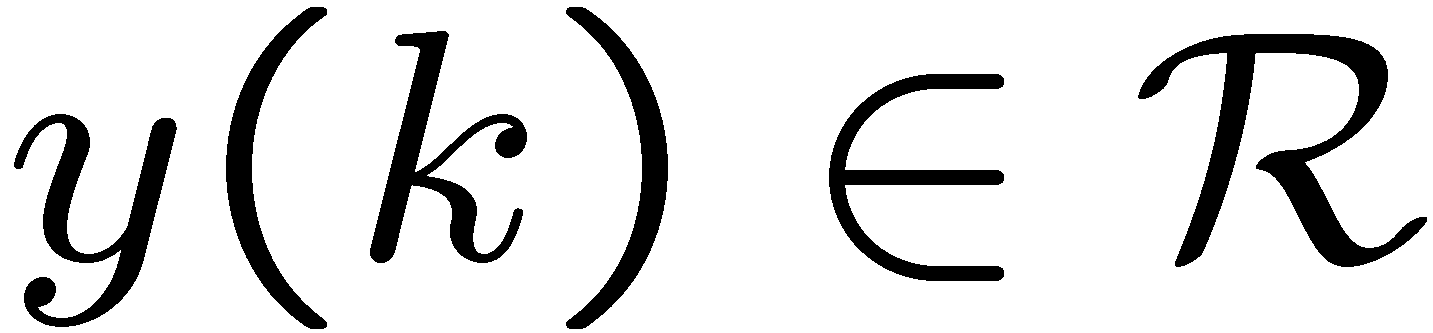 y(k) ∈ ℛ